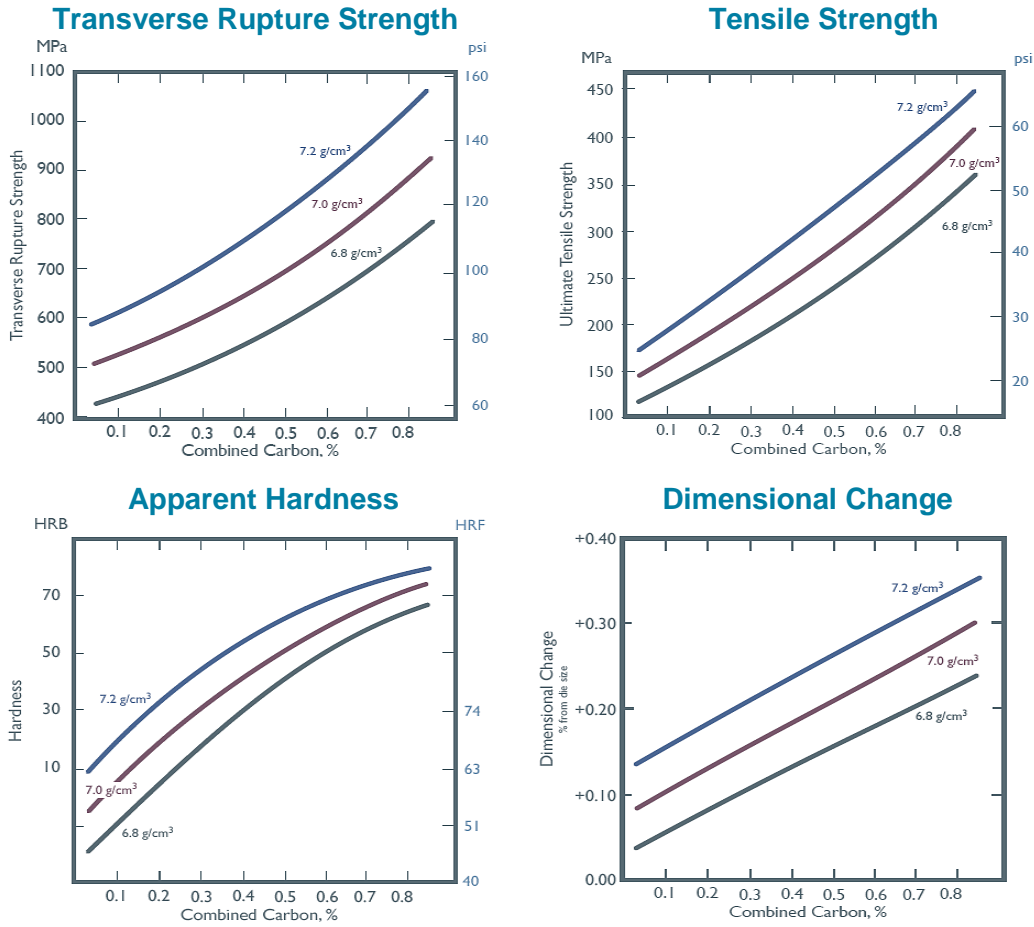 Transverse Rupture Strength
MPa
psi
1100
1000
900
800
700
600
500
400
Transverse Rupture Strength
160
140
120
100
80
60
7.2 g/cm³
7.0 g/cm³
6.8 g/cm³
0.1 0.2 0.3 0.4 0.5 0.6 0.7 0.8
Combined Carbon, %
Tensile Strength
MPa
psi
450
400
350
300
250
200
150
100
Ultimate Tensile Strength
60
50
40
30
20
7.2 g/cm³
7.0 g/cm³
6.8 g/cm³
0.1 0.2 0.3 0.4 0.5 0.6 0.7 0.8
Combined Carbon, %
Apparent Hardness
HRB
HRF
70
50
30
10
Hardness
74
63
51
40
7.2 g/cm³
7.0 g/cm³
6.8 g/cm³
0.1 0.2 0.3 0.4 0.5 0.6 0.7 0.8
Combined Carbon, %
Dimensional Change
+0.40
+0.30
+0.20
+0.10
0.00
Dimensional Change
% from die size
7.2 g/cm³
7.0 g/cm³
6.8 g/cm³
0.1 0.2 0.3 0.4 0.5 0.6 0.7 0.8
Combined Carbon, %